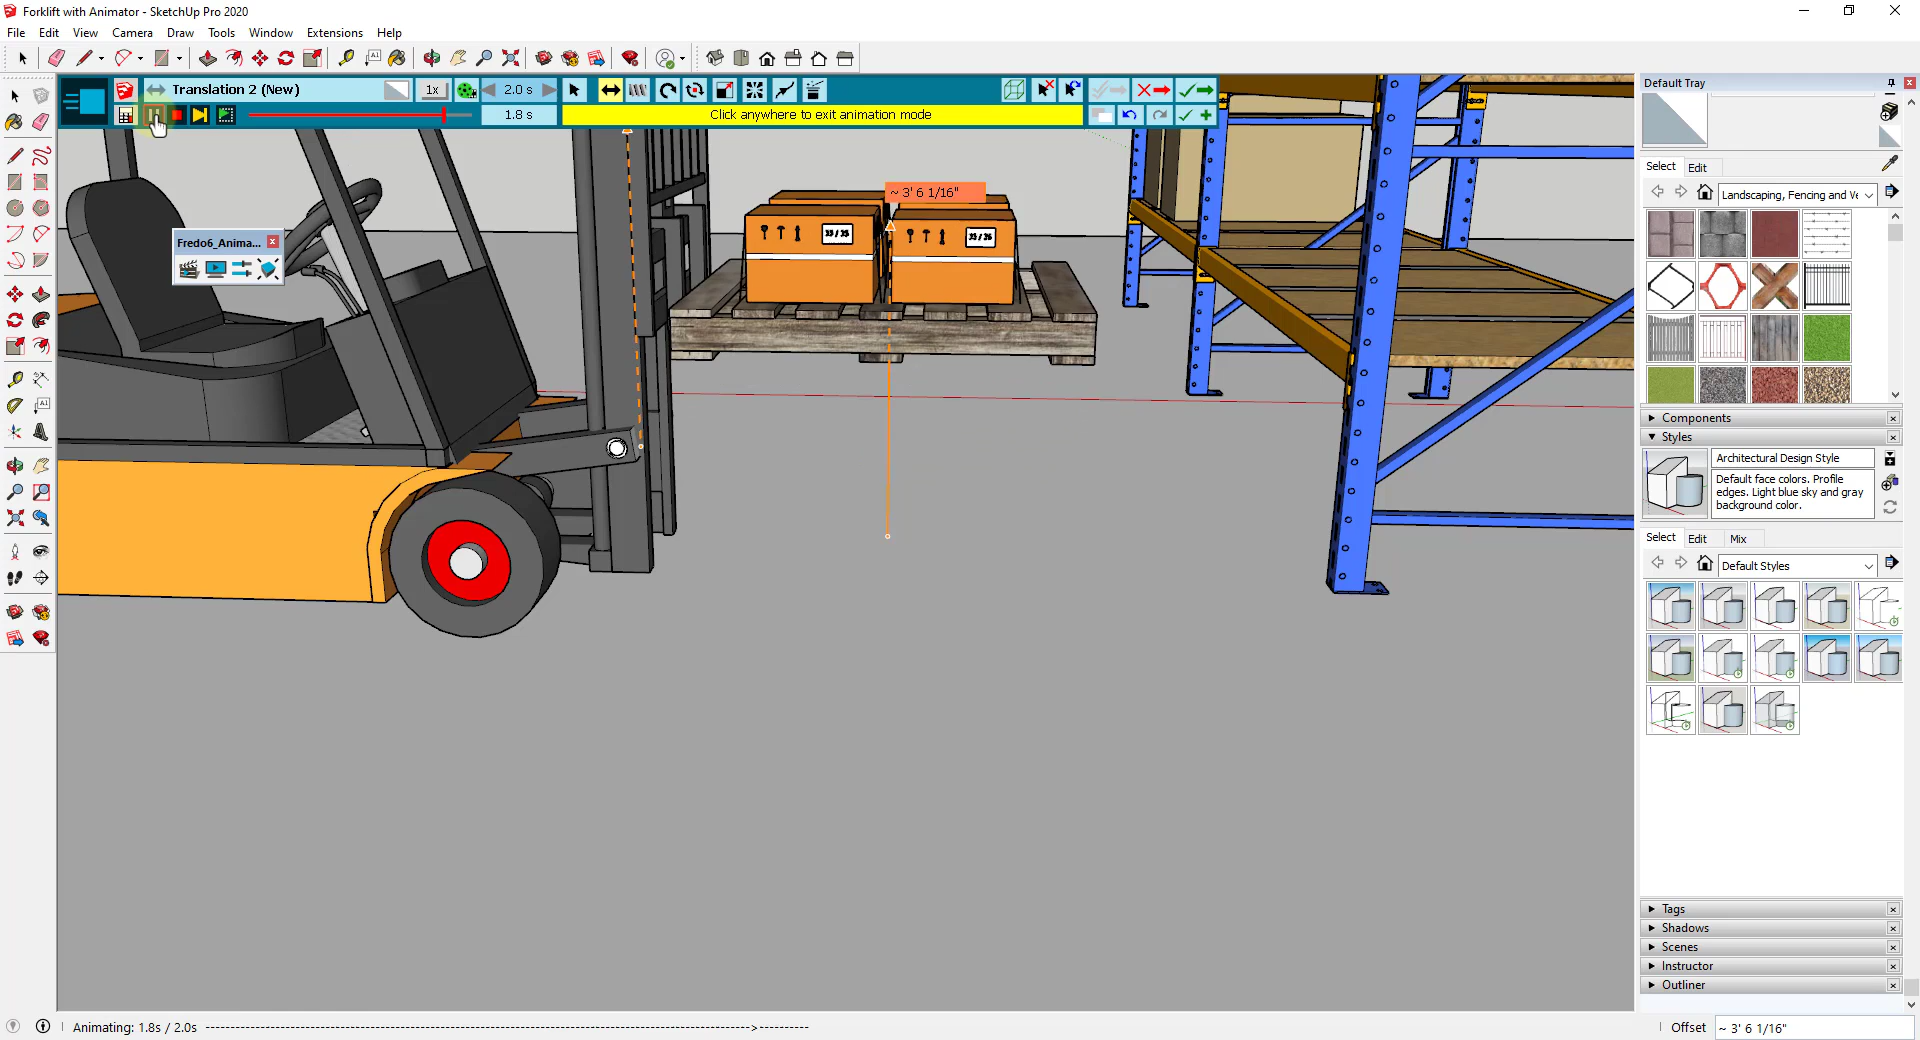 Forklift with Animator - SketchUp Pro 2020
File Edit View Camera Draw Tools Window Extensions Help
Translation 2 (New)
1x
2.0 s
1.8 s
Click anywhere to exit animation mode
Default Tray
Select Edit
Landscaping, Fencing and Ve
~ 3' 6 1/16"
Fredo6_Anima...
Components
Styles
Architectural Design Style
Default face colors. Profile
edges. Light blue sky and gray
background color.
Select Edit Mix
Default Styles
Tags
Shadows
Scenes
Instructor
Outliner
Animating: 1.8s / 2.0s ---------------------------------------------------------------------------------------------------->----------
Offset ~ 3' 6 1/16"